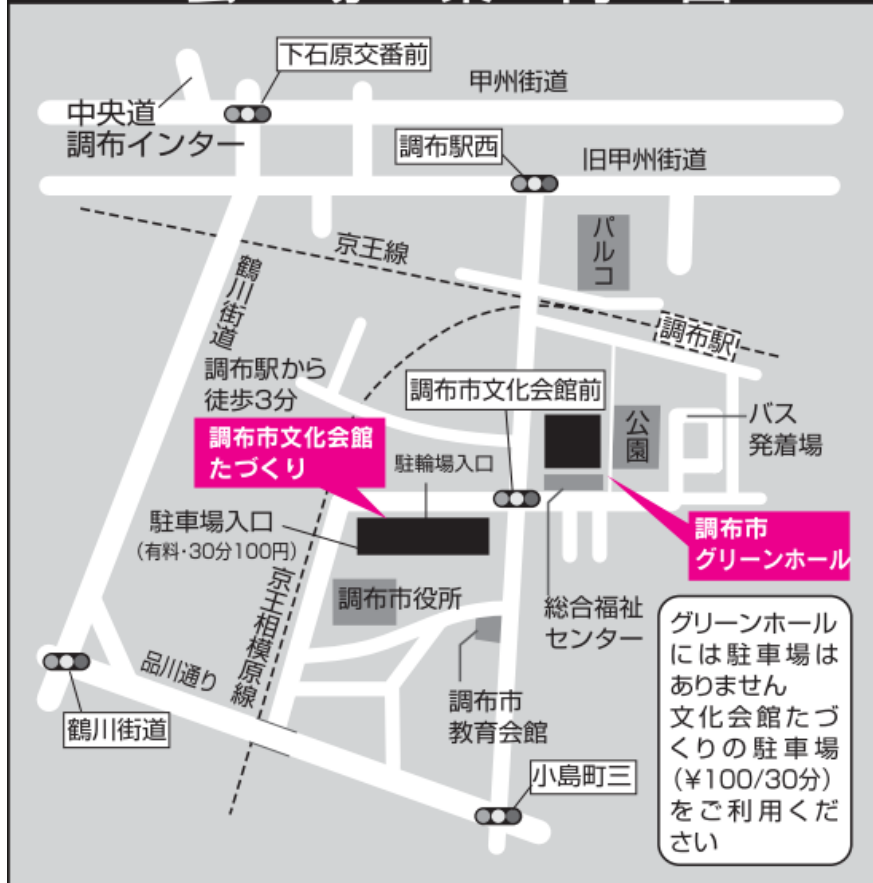 下石原交番前
甲州街道
中央道
調布インター
調布駅西
旧甲州街道
パルコ
京王線
鶴川街道
調布駅
調布駅から
徒歩3分
調布市文化会館前
公園
バス
発着場
調布市文化会館
たづくり
駐輪場入口
駐車場入口
(有料・30分100円)
調布市
グリーンホール
調布市役所
総合福祉
センター
京王相模原線
品川通り
鶴川街道
調布市
教育会館
小島町三
グリーンホール
には駐車場は
ありません
文化会館たづ
くりの駐車場
(¥100/30分)
をご利用くだ
さい